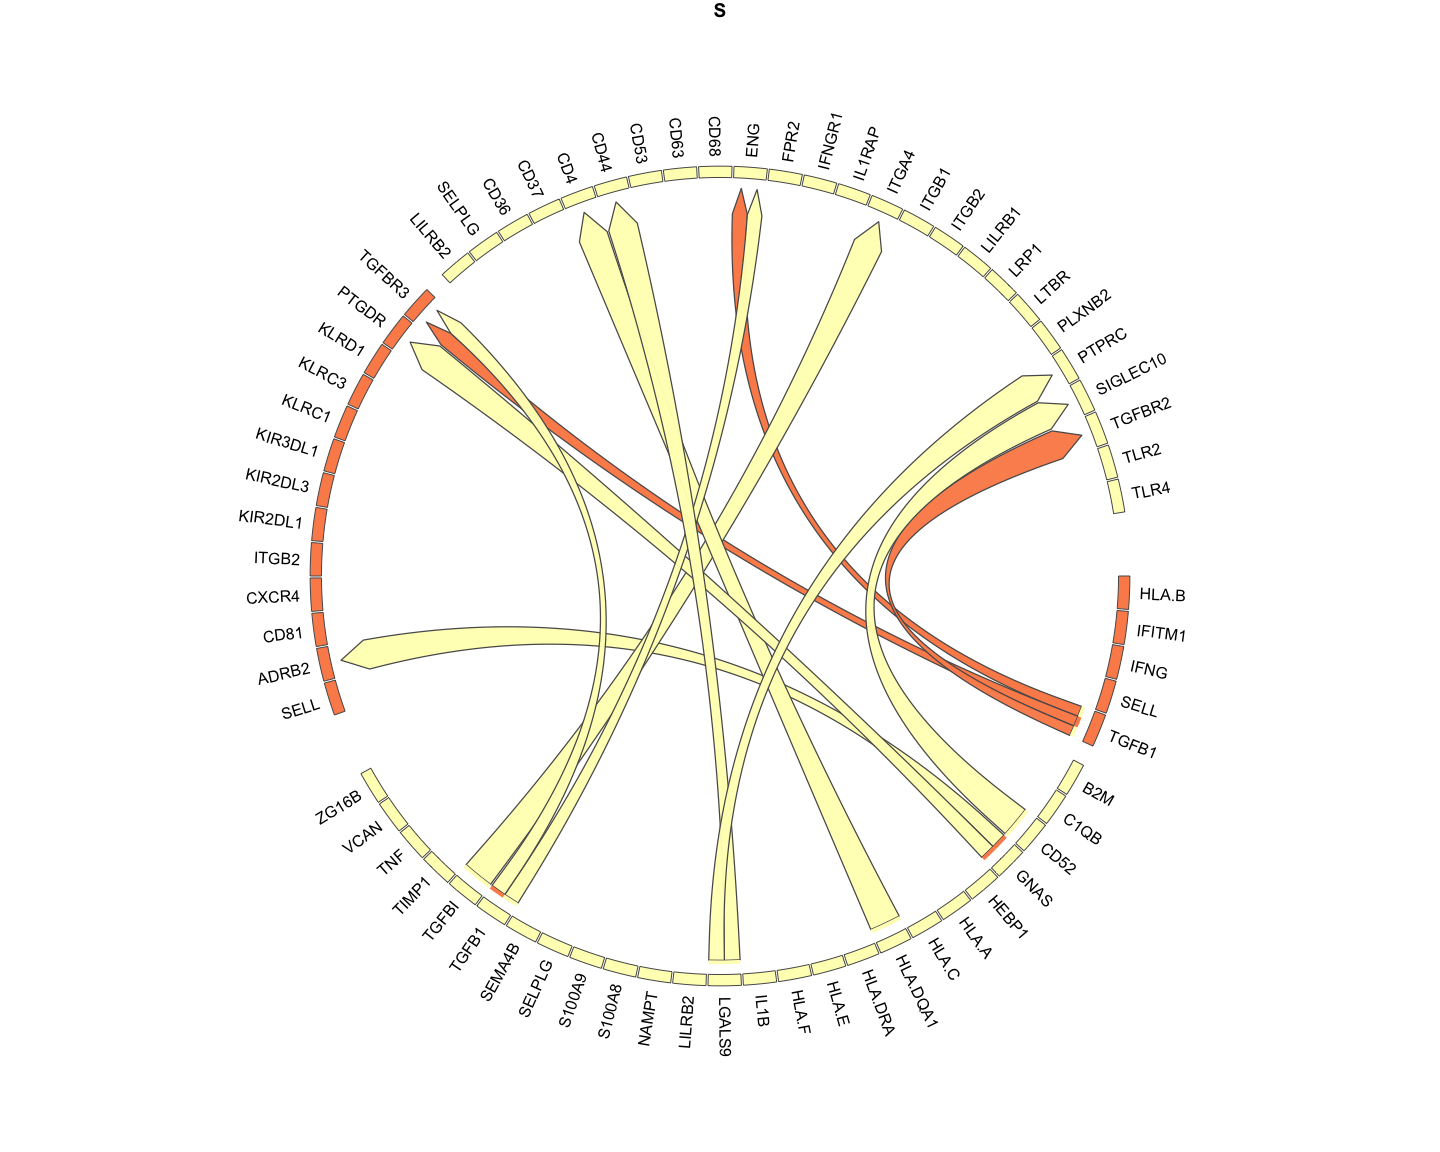 S
LILRB2
SELPLG
CD36
CD37
CD4
CD44
CD53
CD63
CD68
ENG
FPR2
IFNGR1
IL1RAP
ITGA4
ITGB1
ITGB2
LILRB1
LRP1
LTBR
PLXNB2
PTPRC
SIGLEC10
TGFBR2
TLR2
TLR4
HLA.B
IFITM1
IFNG
SELL
TGFB1
B2M
C1QB
CD52
GNAS
HEBP1
HLA.A
HLA.C
HLA.DQA1
HLA.DRA
HLA.E
HLA.F
IL1B
LGALS9
LILRB2
NAMPT
S100A8
S100A9
SELPLG
SEMA4B
TGFB1
TGFBI
TIMP1
TNF
VCAN
ZG16B
SELL
ADRB2
CD81
CXCR4
ITGB2
KIR2DL1
KIR2DL3
KIR3DL1
KLRC1
KLRC3
KLRD1
PTGDR
TGFBR3